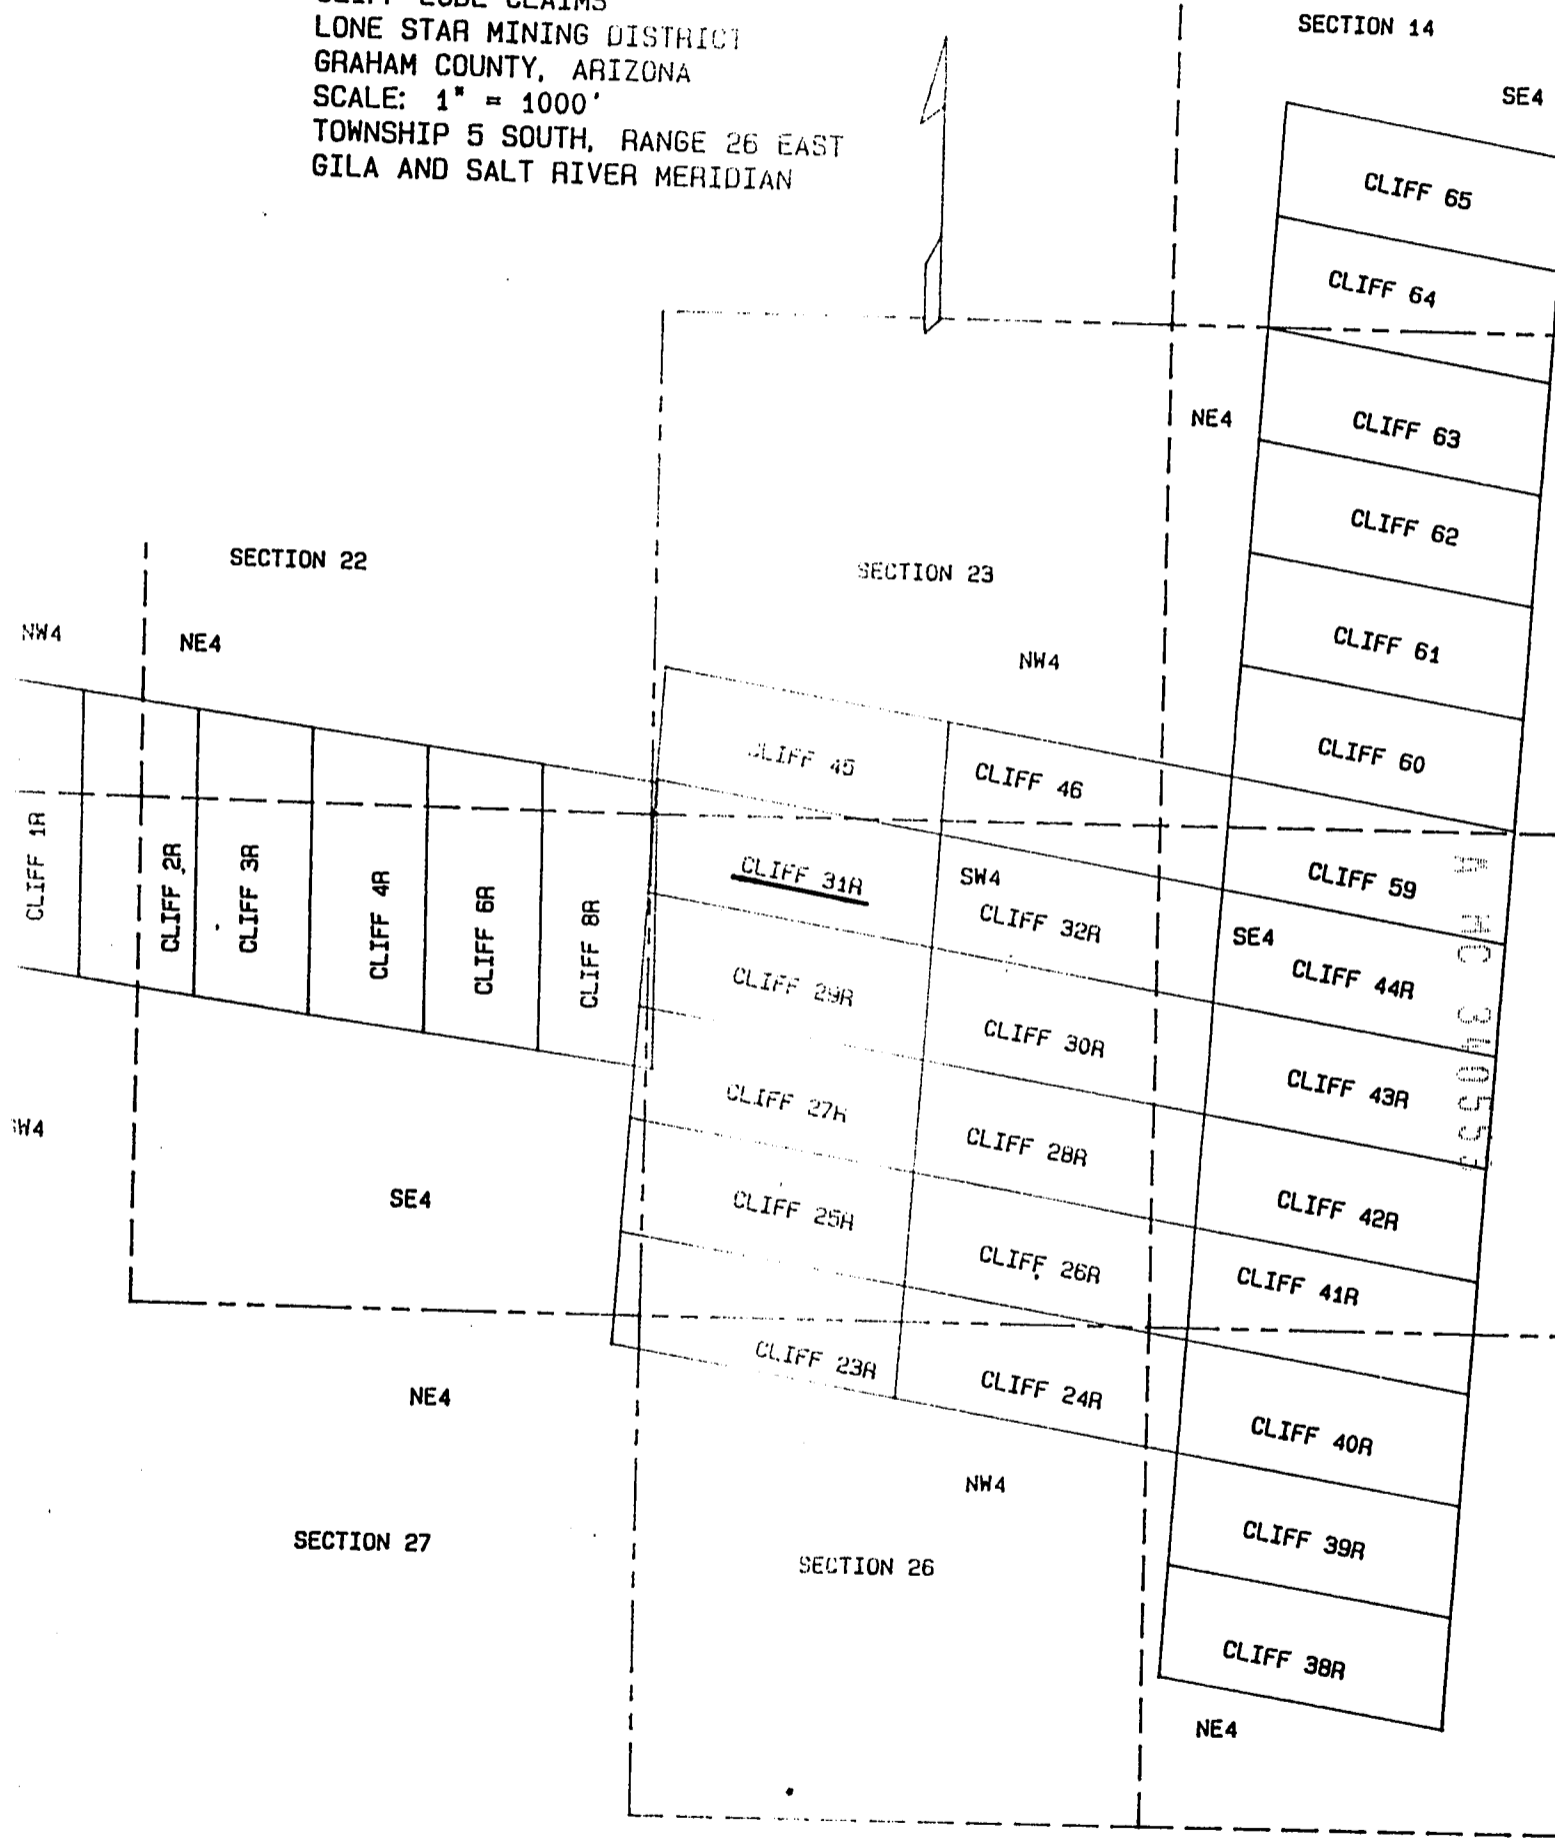 LODE CLAIMS
LONE STAR MINING DISTRICT
GRAHAM COUNTY, ARIZONA
SCALE: 1" = 1000'
TOWNSHIP 5 SOUTH, RANGE 26 EAST
GILA AND SALT RIVER MERIDIAN
SECTION 14
SE4
CLIFF 65
CLIFF 64
NE4
CLIFF 63
CLIFF 62
SECTION 22
SECTION 23
NW4
NE4
NW4
CLIFF 61
CLIFF 60
CLIFF 45
CLIFF 46
CLIFF 1R
CLIFF 2R
CLIFF 3R
CLIFF 4R
CLIFF 6R
CLIFF 8R
CLIFF 31R
SW4
CLIFF 32R
CLIFF 59
SE4
CLIFF 44R
CLIFF 29R
CLIFF 30R
CLIFF 43R
A MC
CLIFF 27R
CLIFF 28R
SW4
SE4
CLIFF 25R
CLIFF 26R
CLIFF 42R
CLIFF 41R
CLIFF 23R
CLIFF 24R
NE4
CLIFF 40R
NW4
SECTION 27
SECTION 26
CLIFF 39R
CLIFF 38R
NE4